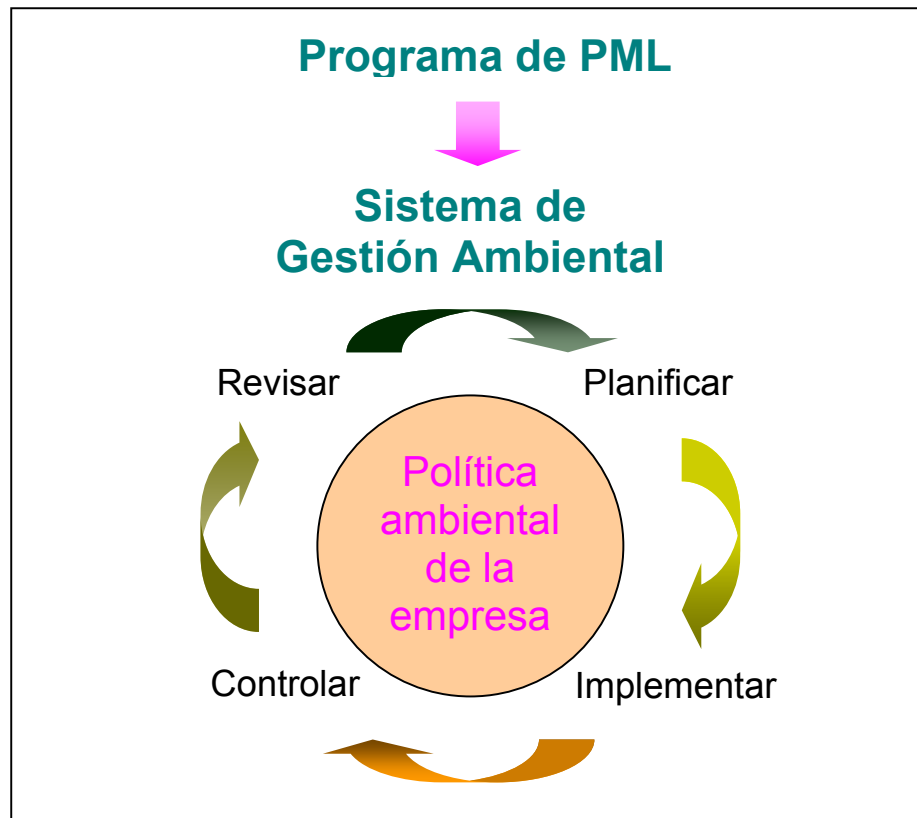 Programa de PML
Sistema de
Gestión Ambiental
Revisar
Planificar
Política
ambiental
de la
empresa
Controlar
Implementar